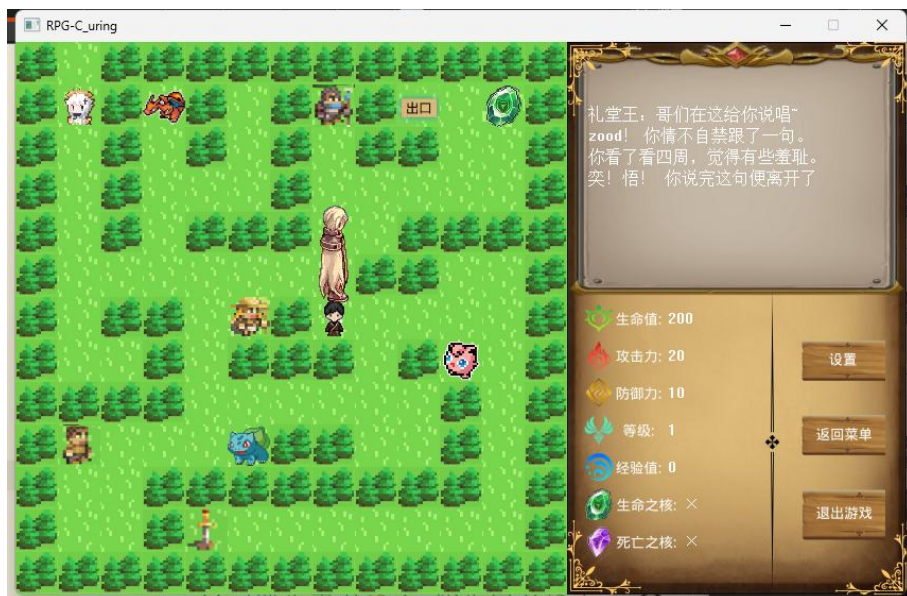 RPG-C_uring
出口
礼堂王：哥们在这给你说唱~
zood！ 你情不自禁跟了一句。
你看了看四周，觉得有些羞耻。
奕！悟！ 你说完这句便离开了
生命值: 200
攻击力: 20
防御力: 10
等级: 1
经验值: 0
生命之核: ×
死亡之核: ×
设置
返回菜单
退出游戏